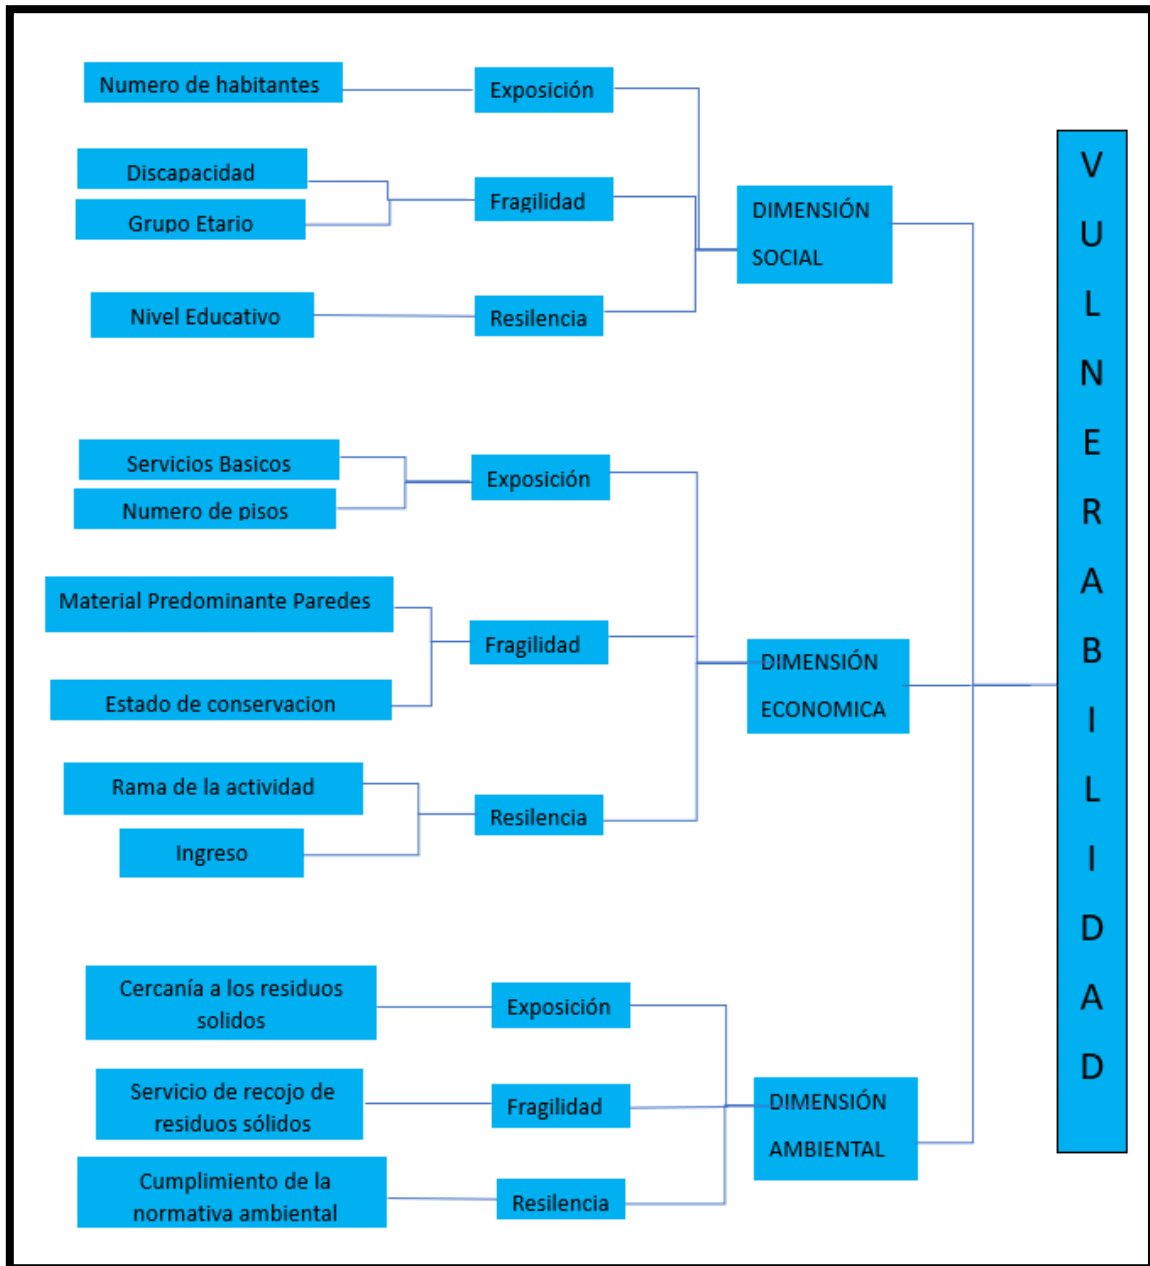 Numero de habitantes
Exposición
Discapacidad
Grupo Etario
Fragilidad
Nivel Educativo
Resilencia
DIMENSIÓN
SOCIAL
Servicios Basicos
Numero de pisos
Exposición
Material Predominante Paredes
Estado de conservacion
Fragilidad
Rama de la actividad
Ingreso
Resilencia
DIMENSIÓN
ECONOMICA
Cercanía a los residuos
solidos
Exposición
Servicio de recojo de
residuos sólidos
Fragilidad
Cumplimiento de la
normativa ambiental
Resilencia
DIMENSIÓN
AMBIENTAL
V
U
L
N
E
R
A
B
I
L
I
D
A
D